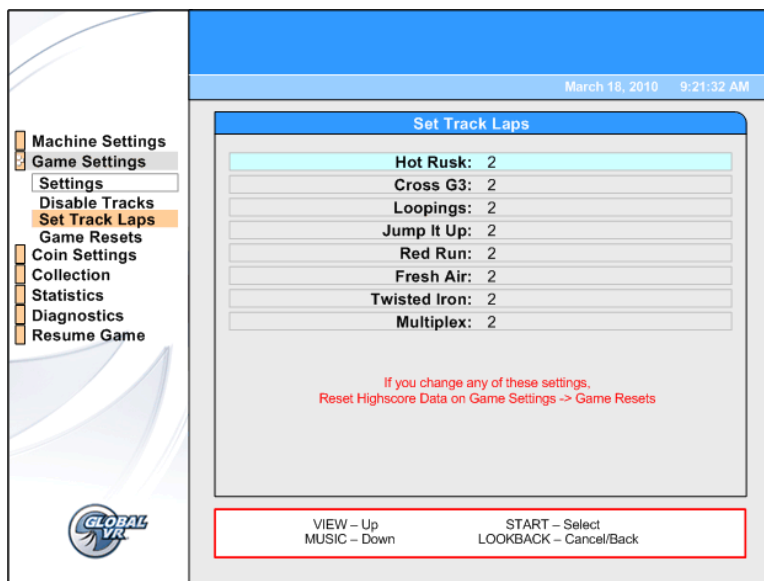 March 18, 2010 9:21:32 AM
Machine Settings
Game Settings
Settings
Disable Tracks
Set Track Laps
Game Resets
Coin Settings
Collection
Statistics
Diagnostics
Resume Game
GLOBAL
VR
Set Track Laps
Hot Rusk: 2
Cross G3: 2
Loopings: 2
Jump It Up: 2
Red Run: 2
Fresh Air: 2
Twisted Iron: 2
Multiplex: 2
If you change any of these settings,
Reset Highscore Data on Game Settings -> Game Resets
VIEW – Up START – Select
MUSIC – Down LOOKBACK – Cancel/Back